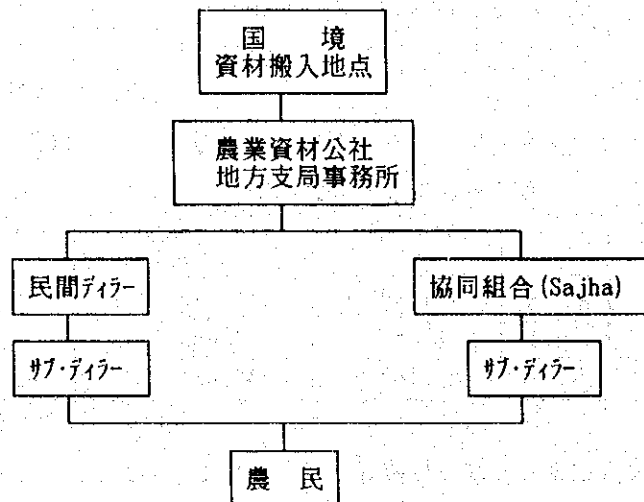 国　　境
資材搬入地点
農業資材公社
地方支局事務所
民間ディラー
協同組合(Sajha)
サブ・ディラー
サブ・ディラー
農　民